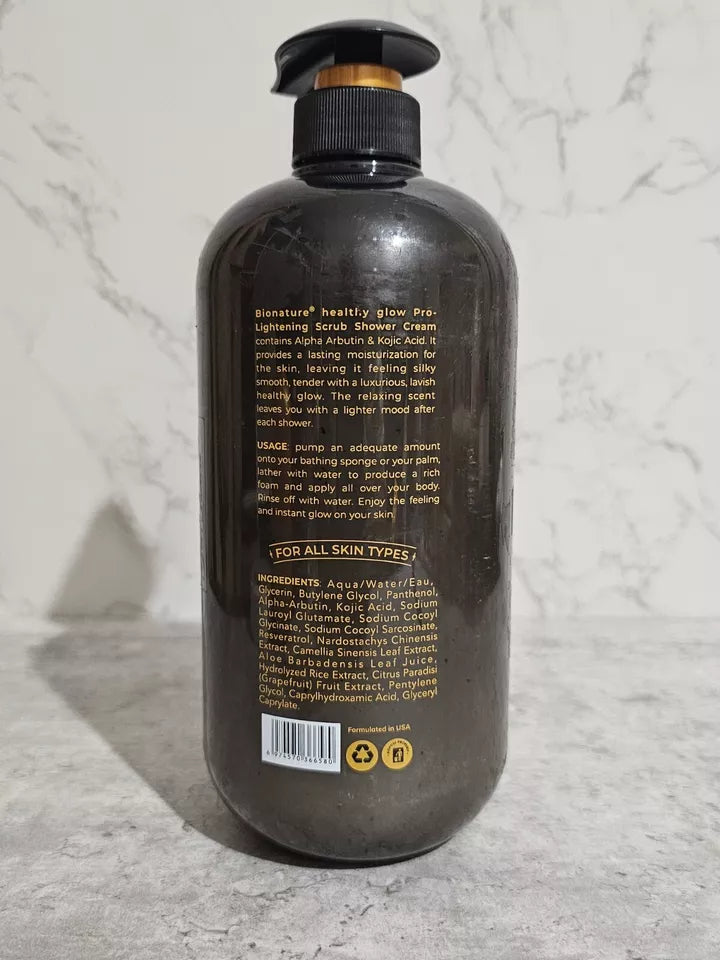 Bionature® healthy glow Pro-
Lightening Scrub Shower Cream
contains Alpha Arbutin & Kojic Acid. It
provides a lasting moisturization for
the skin, leaving it feeling silky
smooth, tender with a luxurious, lavish
healthy glow. The relaxing scent
leaves you with a lighter mood after
each shower.
USAGE: pump an adequate amount
onto your bathing sponge or your palm,
lather with water to produce a rich
foam and apply all over your body.
Rinse off with water. Enjoy the feeling
and instant glow on your skin.
FOR ALL SKIN TYPES
INGREDIENTS: Aqua/Water/Eau,
Glycerin, Butylene Glycol, Panthenol,
Alpha-Arbutin, Kojic Acid, Sodium
Lauroyl Glutamate, Sodium Cocoyl
Glycinate, Sodium Cocoyl Sarcosinate,
Resveratrol, Nardostachys Chinensis
Extract, Camellia Sinensis Leaf Extract,
Aloe Barbadensis Leaf Juice,
Hydrolyzed Rice Extract, Citrus Paradisi
(Grapefruit) Fruit Extract, Pentylene
Glycol, Caprylhydroxamic Acid, Glyceryl
Caprylate.
Formulated in USA
6 974570 366580